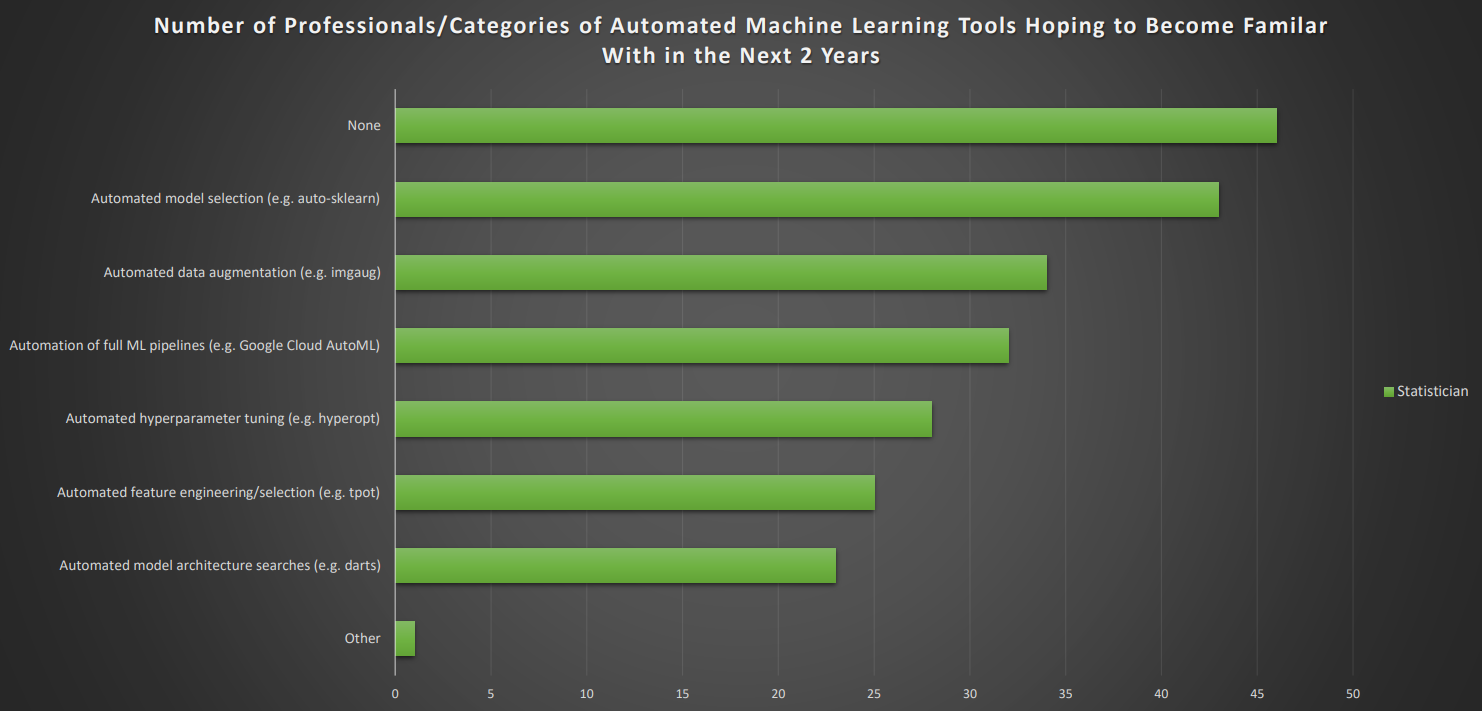 Number of Professionals/Categories of Automated Machine Learning Tools Hoping to Become Familar
With in the Next 2 Years
None
Automated model selection (e.g. auto-sklearn)
Automated data augmentation (e.g. imgaug)
Automation of full ML pipelines (e.g. Google Cloud AutoML)
Automated hyperparameter tuning (e.g. hyperopt)
Automated feature engineering/selection (e.g. tpot)
Automated model architecture searches (e.g. darts)
Other
0 5 10 15 20 25 30 35 40 45 50
Statistician